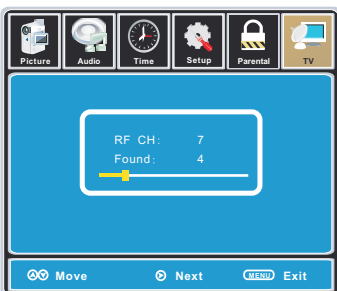 Picture Audio Time Setup Parental TV
RF CH: 7
Found: 4
Move Next MENU Exit